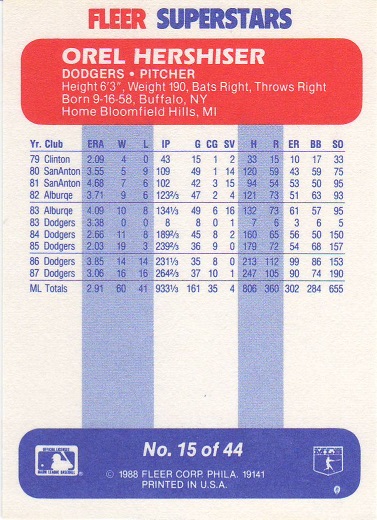 FLEER SUPERSTARS
OREL HERSHISER
DODGERS • PITCHER
Height 6'3", Weight 190, Bats Right, Throws Right
Born 9-16-58, Buffalo, NY
Home Bloomfield Hills, MI
Yr. Club ERA W L IP G CG SV H R ER BB SO
79 Clinton 2.09 4 0 43 15 1 2 33 15 10 17 33
80 SanAnton 3.55 5 9 109 49 1 14 120 59 43 59 75
81 SanAnton 4.68 7 6 102 42 3 15 94 54 53 50 95
82 Alburqe 3.71 9 6 123⅔ 47 2 4 121 73 51 63 93
83 Alburqe 4.09 10 8 134⅓ 49 6 16 132 73 61 57 95
83 Dodgers 3.38 0 0 8 8 0 1 7 6 3 6 5
84 Dodgers 2.66 11 8 189⅔ 45 8 2 160 65 56 50 150
85 Dodgers 2.03 19 3 239⅔ 36 9 0 179 72 54 68 157
86 Dodgers 3.85 14 14 231⅓ 35 8 0 213 112 99 86 153
87 Dodgers 3.06 16 16 264⅔ 37 10 1 247 105 90 74 190
ML Totals 2.91 60 41 933⅓ 161 35 4 806 360 302 284 655
No. 15 of 44
© 1988 FLEER CORP. PHILA. 19141
PRINTED IN U.S.A.
MLB